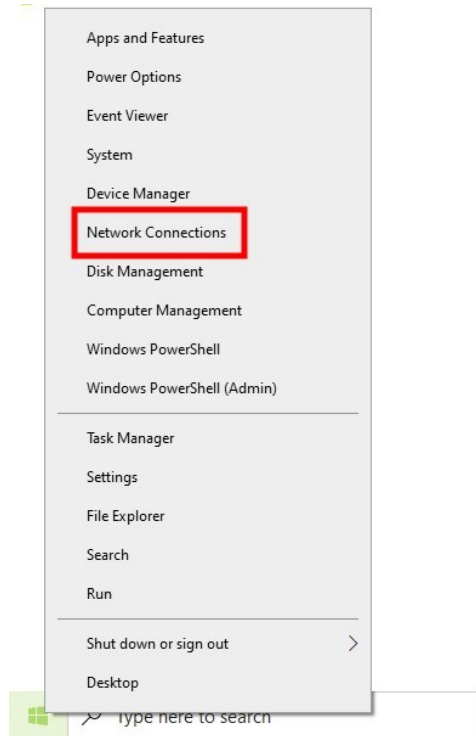 Apps and Features
Power Options
Event Viewer
System
Device Manager
Network Connections
Disk Management
Computer Management
Windows PowerShell
Windows PowerShell (Admin)
Task Manager
Settings
File Explorer
Search
Run
Shut down or sign out
Desktop
Type here to search